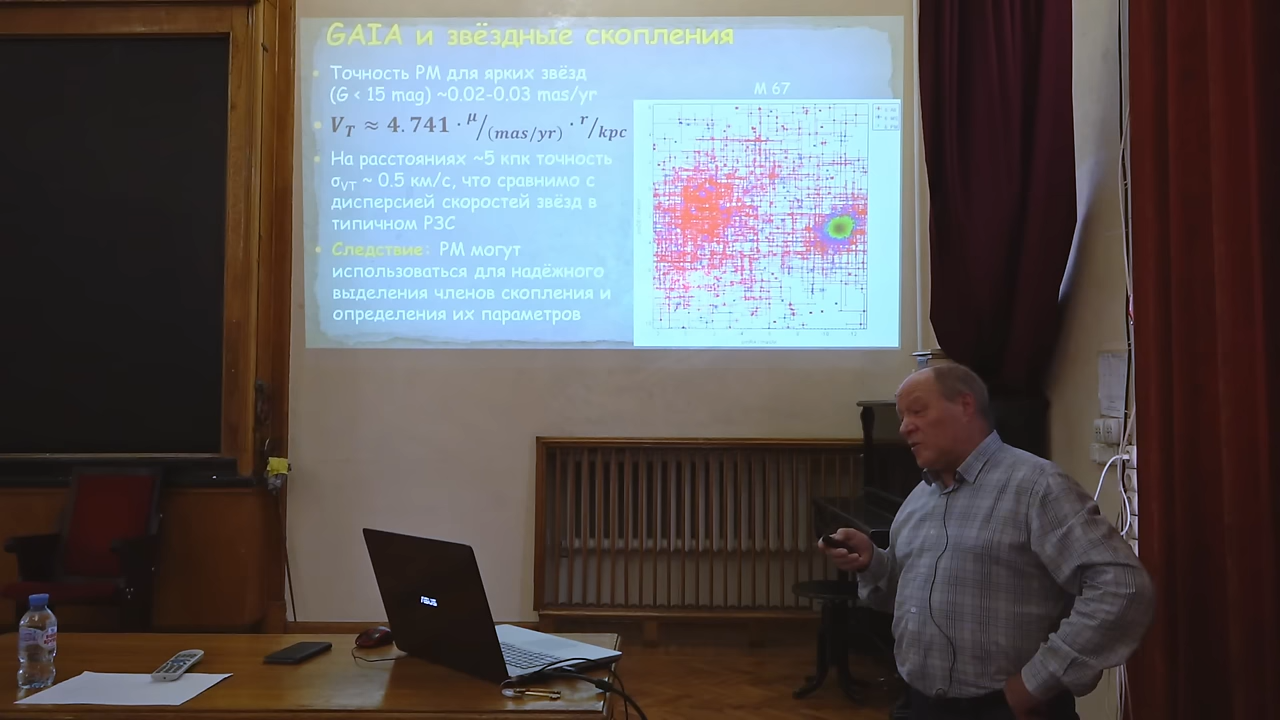 GAIA и звёздные скопления
Точность PM для ярких звёзд
(G < 15 mag) ~0.02-0.03 mas/yr
V_T ≈ 4.741 · μ/(mas/yr) · r/kpc
На расстояниях ~5 кпк точность
σ_VT ~ 0.5 км/с, что сравнимо с
дисперсией скоростей звёзд в
типичном РЗС
Следствие: PM могут
использоваться для надёжного
выделения членов скопления и
определения их параметров
M 67
ASUS